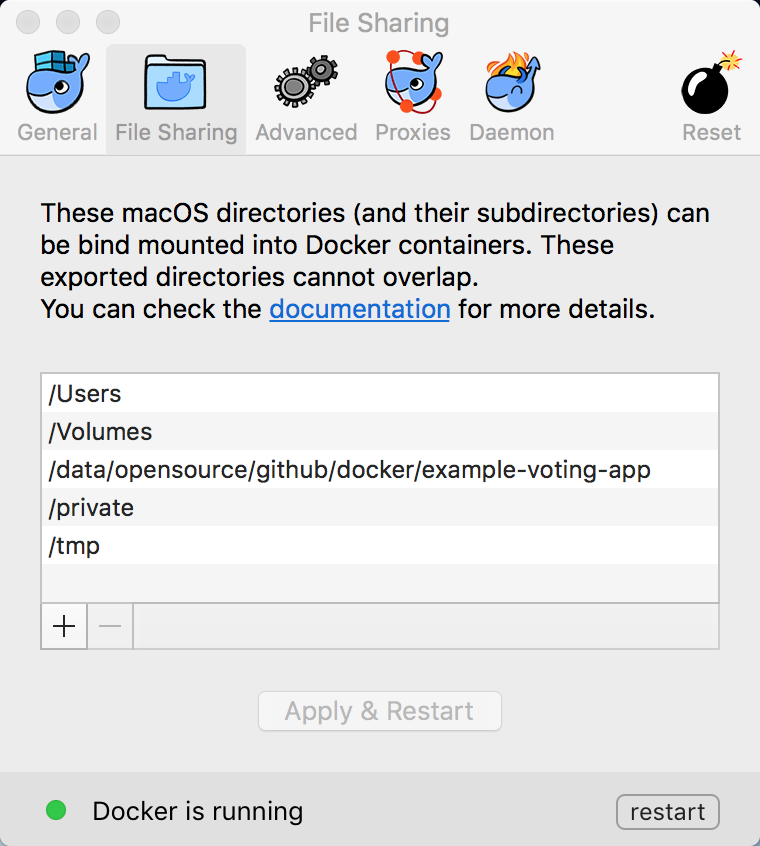 File Sharing
General File Sharing Advanced Proxies Daemon Reset
These macOS directories (and their subdirectories) can
be bind mounted into Docker containers. These
exported directories cannot overlap.
You can check the documentation for more details.
/Users
/Volumes
/data/opensource/github/docker/example-voting-app
/private
/tmp
Apply & Restart
Docker is running restart